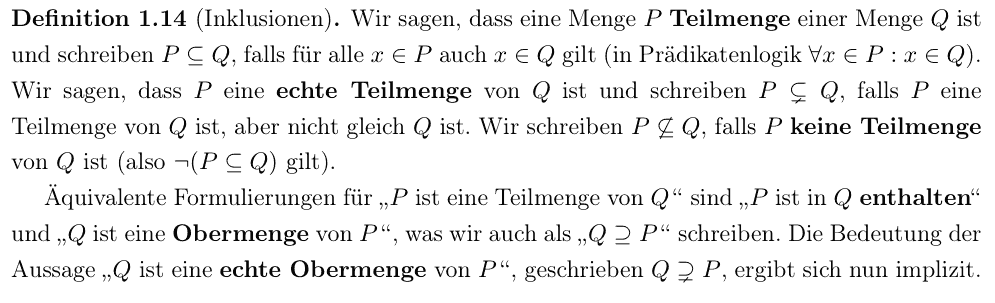 Definition 1.14 (Inklusionen). Wir sagen, dass eine Menge P Teilmenge einer Menge Q ist
und schreiben P ⊆ Q, falls für alle x ∈ P auch x ∈ Q gilt (in Prädikatenlogik ∀x ∈ P : x ∈ Q).
Wir sagen, dass P eine echte Teilmenge von Q ist und schreiben P ⊊ Q, falls P eine
Teilmenge von Q ist, aber nicht gleich Q ist. Wir schreiben P ⊈ Q, falls P keine Teilmenge
von Q ist (also ¬(P ⊆ Q) gilt).
Äquivalente Formulierungen für „P ist eine Teilmenge von Q“ sind „P ist in Q enthalten“
und „Q ist eine Obermenge von P“, was wir auch als „Q ⊇ P“ schreiben. Die Bedeutung der
Aussage „Q ist eine echte Obermenge von P“, geschrieben Q ⊋ P, ergibt sich nun implizit.